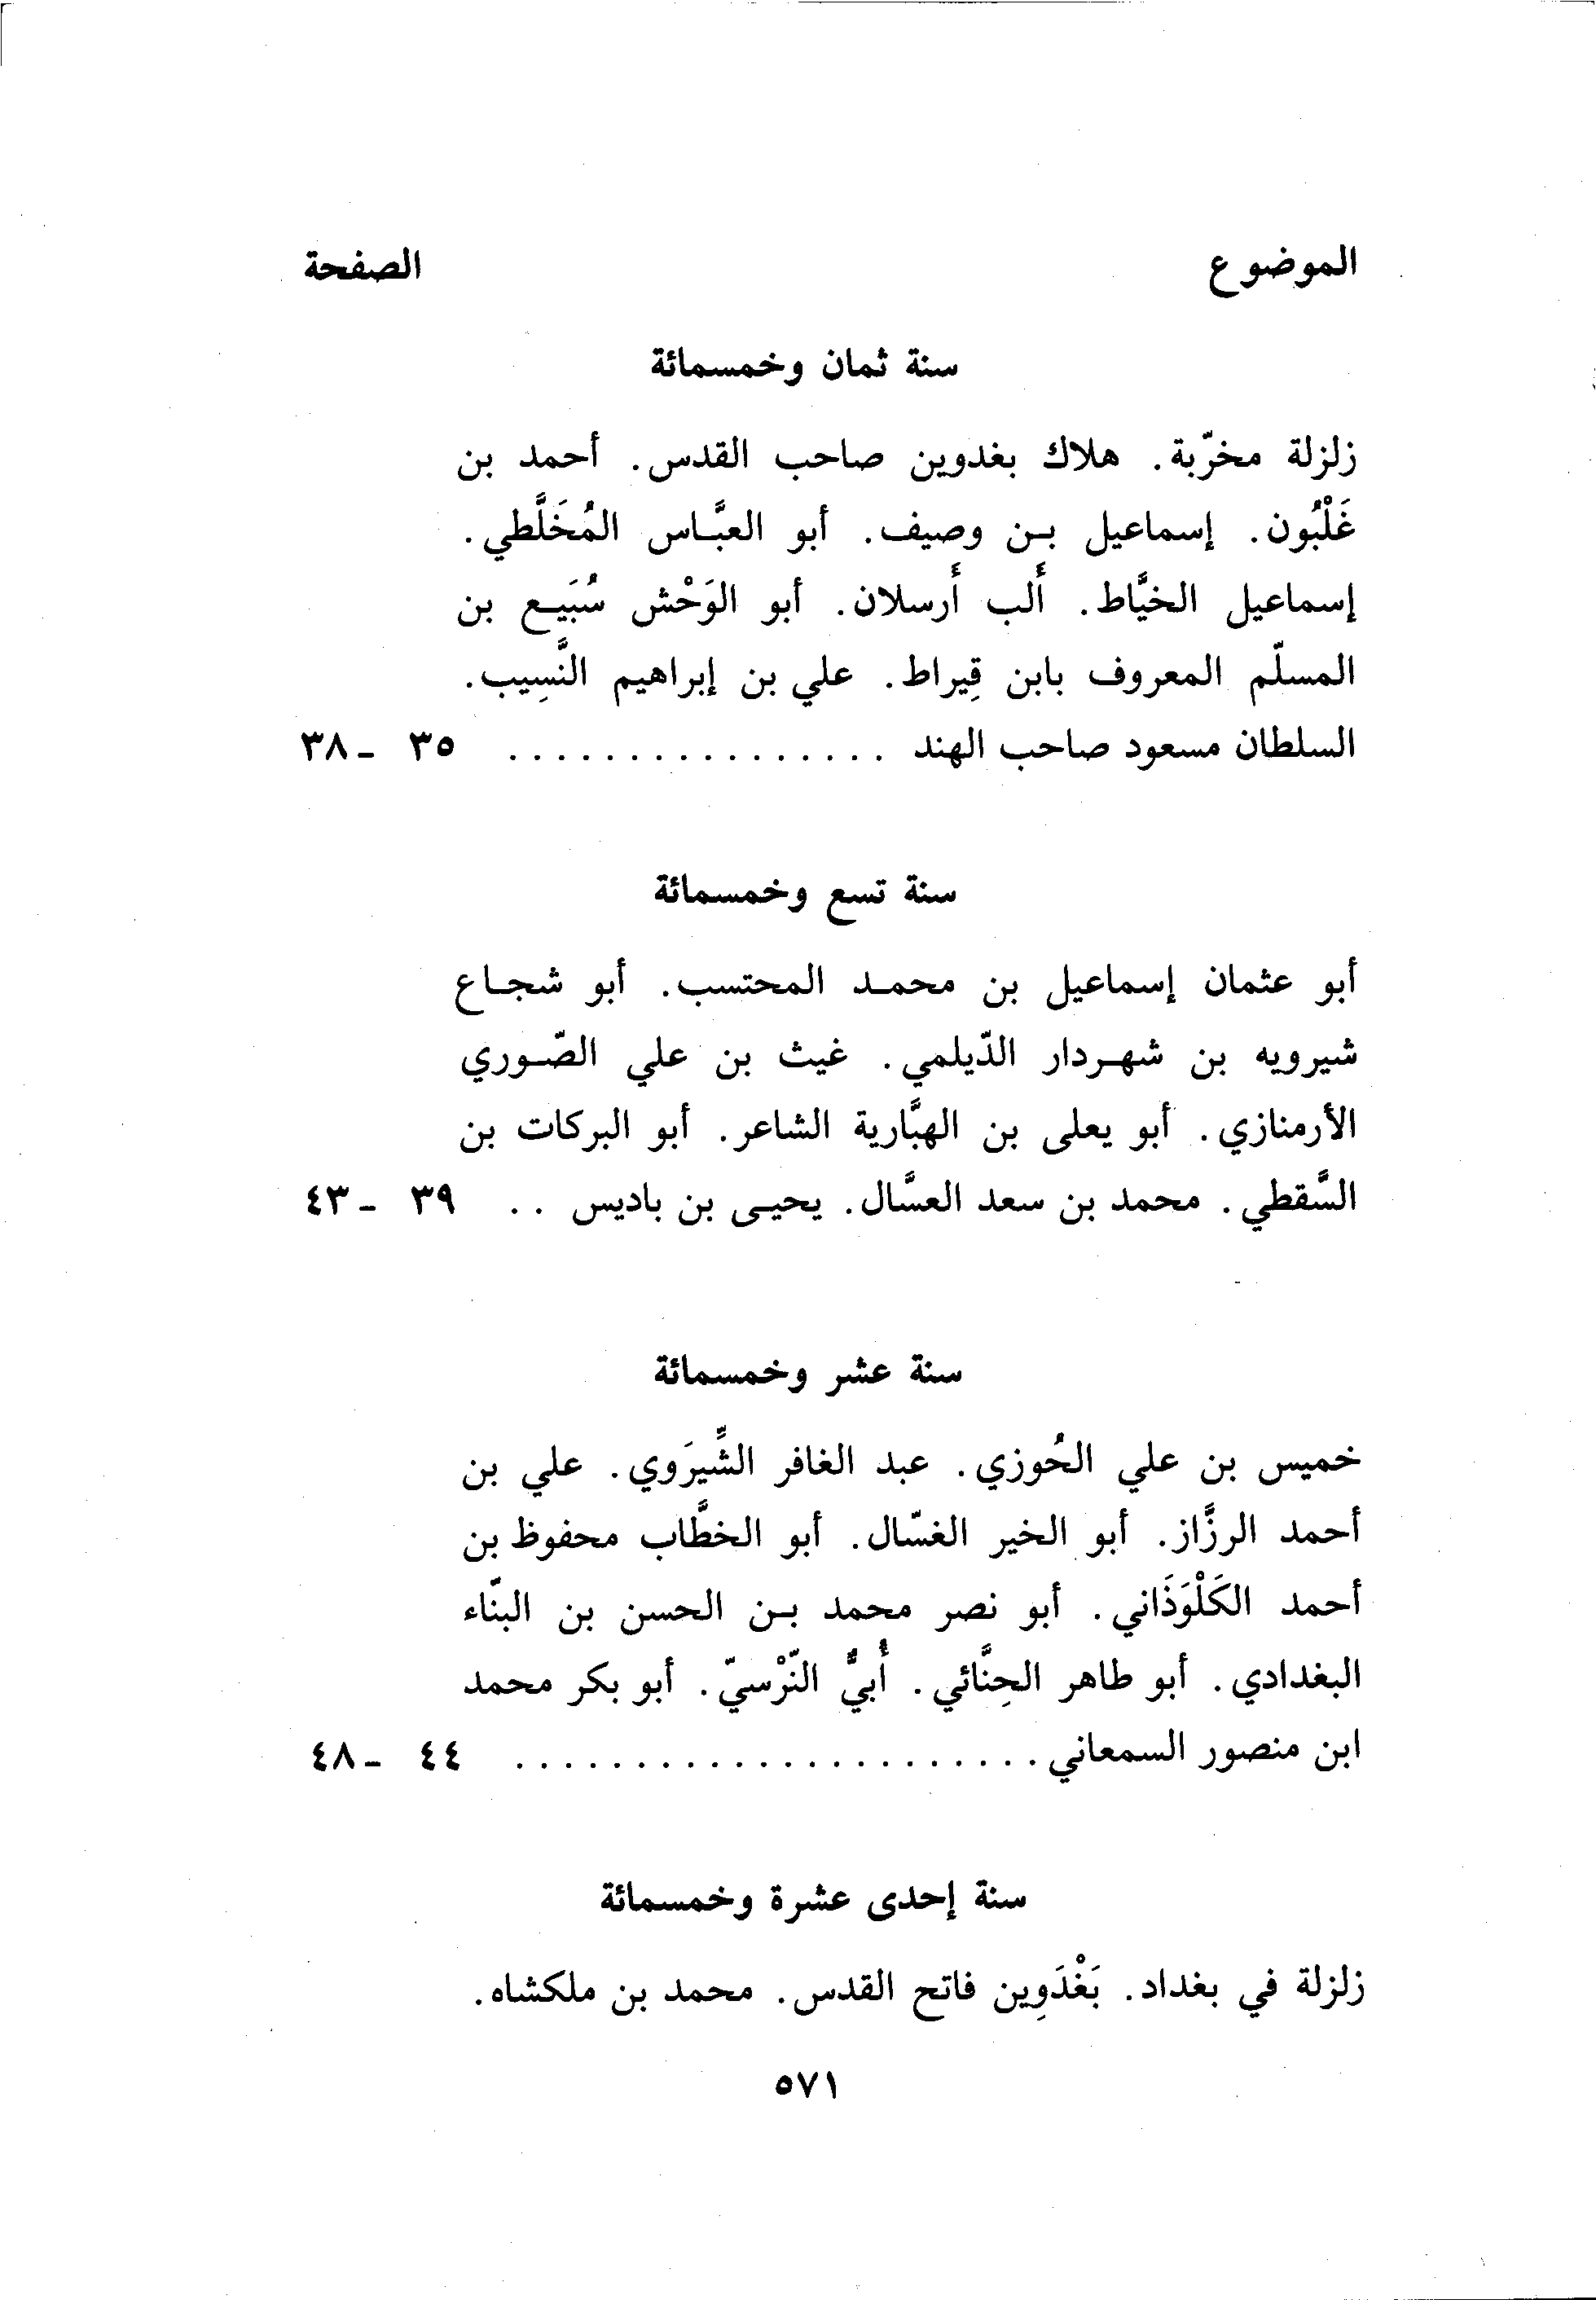 الموضوع الصفحة
سنة ثمان وخمسمائة
زلزلة مخرّبة. هلاك بغدوين صاحب القدس. أحمد بن
غَلْبُون. إسماعيل بن وصيف. أبو العبَّاس المُخَلَّطي.
إسماعيل الخيَّاط. أَلب أَرسلان. أبو الوَحْش سُبَيع بن
المسلّم المعروف بابن قِيراط. علي بن إبراهيم النَّسِيب.
السلطان مسعود صاحب الهند . . . . . . . . . . . . . . . . ٣٥ - ٣٨
سنة تسع وخمسمائة
أبو عثمان إسماعيل بن محمد المحتسب. أبو شجاع
شيرويه بن شهردار الدّيلمي. غيث بن علي الصّوري
الأرمنازي. أبو يعلى بن الهبَّارية الشاعر. أبو البركات بن
السَّقطي. محمد بن سعد العسَّال. يحيى بن باديس . . ٣٩ - ٤٣
سنة عشر وخمسمائة
خميس بن علي الحُوزي. عبد الغافر الشِّيرَوي. علي بن
أحمد الرزَّاز. أبو الخير الغسّال. أبو الخطَّاب محفوظ بن
أحمد الكَلْوَذَاني. أبو نصر محمد بن الحسن بن البنّاء
البغدادي. أبو طاهر الحِنَّائي. أُبيٌّ النّرْسيّ. أبو بكر محمد
ابن منصور السمعاني . . . . . . . . . . . . . . . . . . . . . . ٤٤ - ٤٨
سنة إحدى عشرة وخمسمائة
زلزلة في بغداد. بَغْدَوِين فاتح القدس. محمد بن ملكشاه.
٥٧١